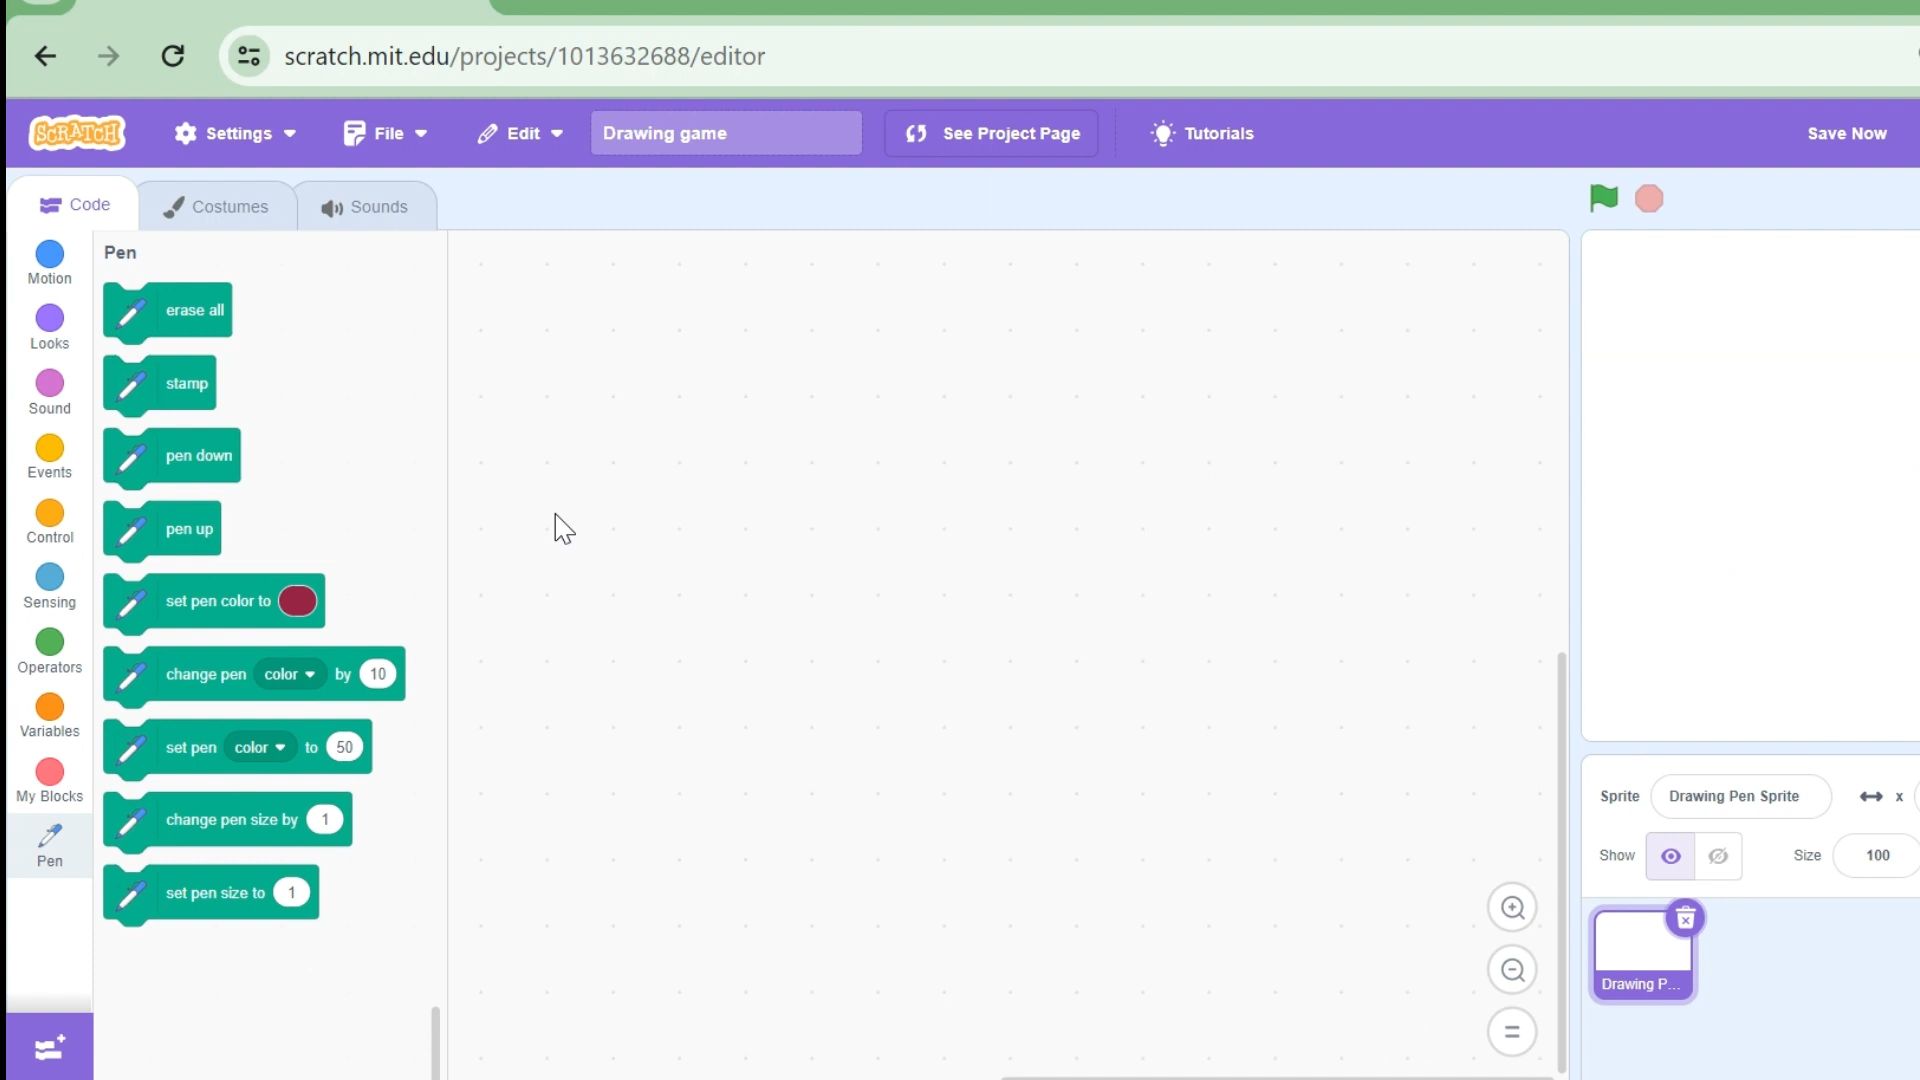 scratch.mit.edu/projects/1013632688/editor
SCRATCH
Settings
File
Edit
Drawing game
See Project Page
Tutorials
Save Now
Code
Costumes
Sounds
Motion
Looks
Sound
Events
Control
Sensing
Operators
Variables
My Blocks
Pen
Pen
erase all
stamp
pen down
pen up
set pen color to
change pen color by 10
set pen color to 50
change pen size by 1
set pen size to 1
Sprite Drawing Pen Sprite x
Show Size 100
Drawing P...